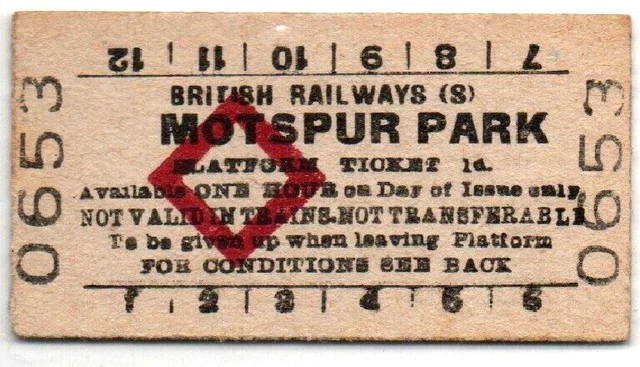 7 | 8 | 9 | 10 | 11 | 12
BRITISH RAILWAYS (S)
MOTSPUR PARK
PLATFORM TICKET 1d.
Available ONE HOUR on Day of Issue only
NOT VALID IN TRAINS. NOT TRANSFERABLE
To be given up when leaving Platform
FOR CONDITIONS SEE BACK
1 | 2 | 3 | 4 | 5 | 6
0653
0653